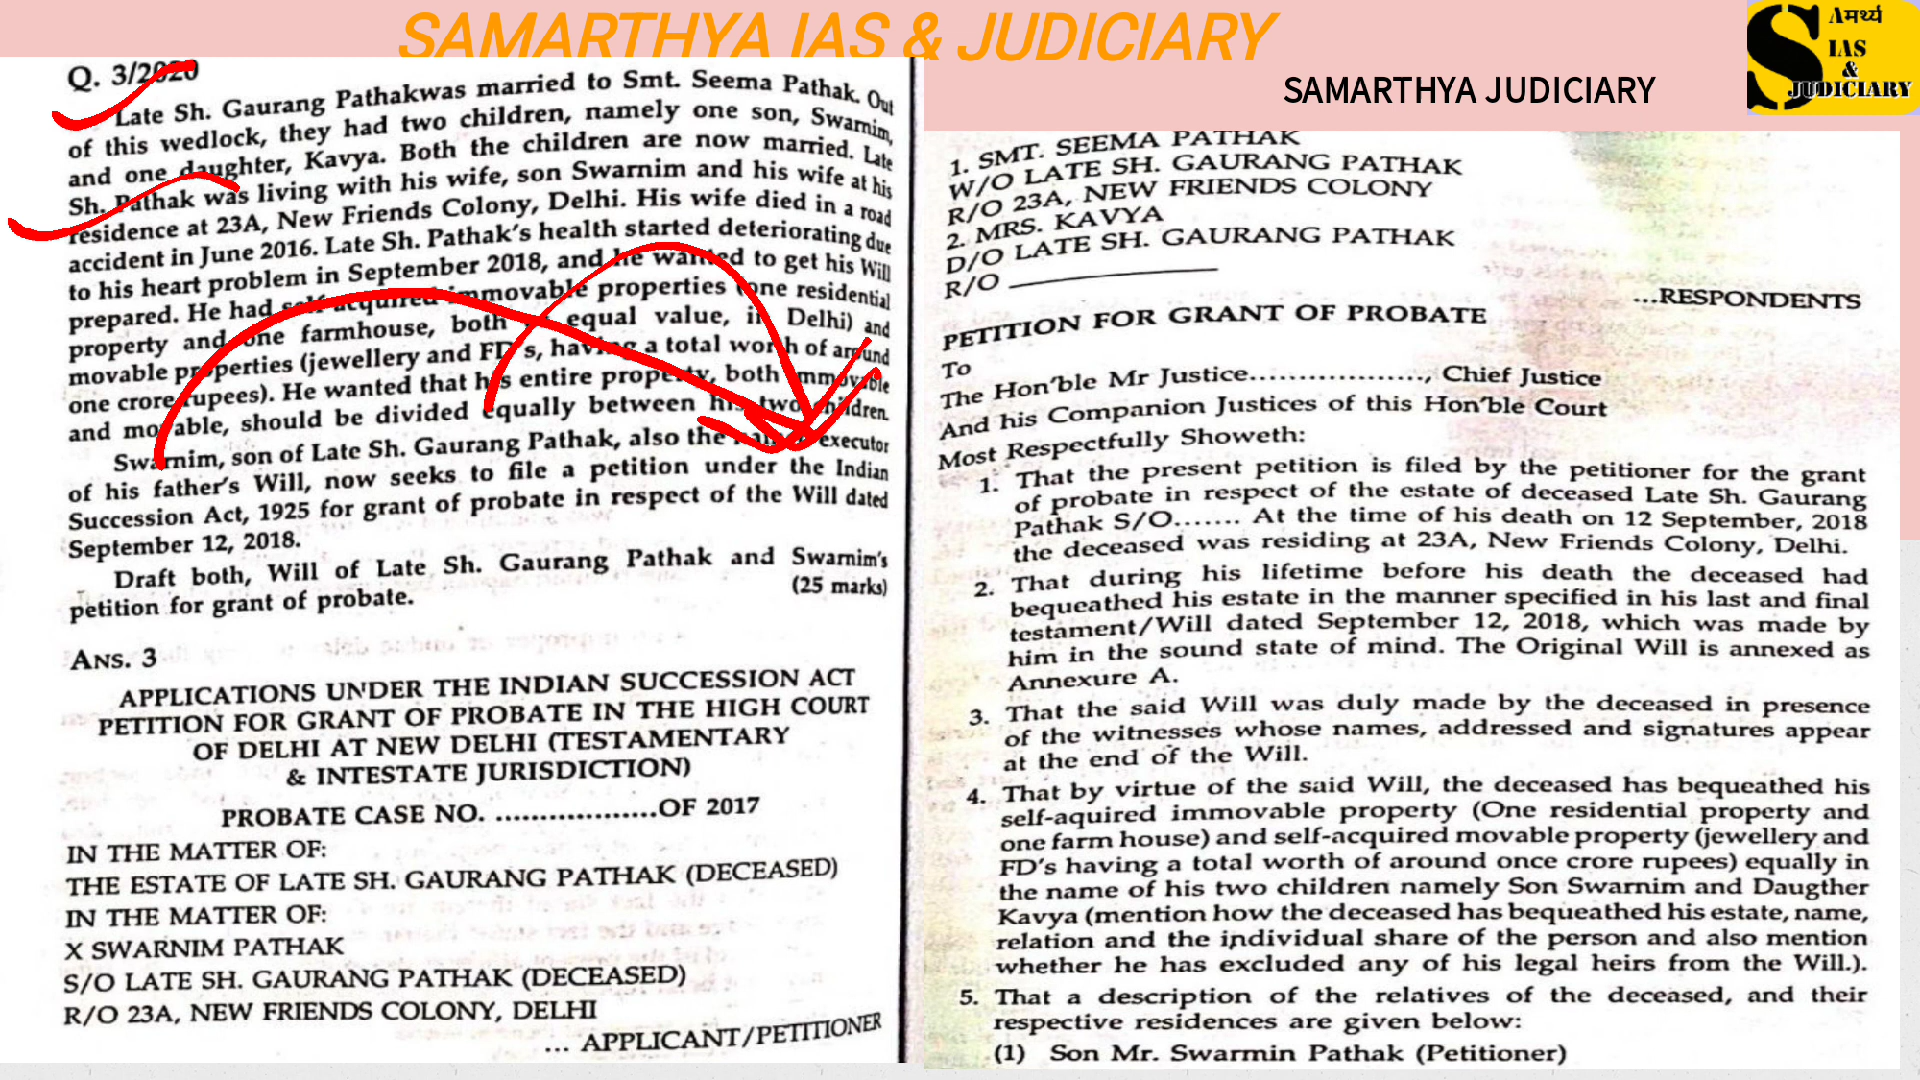 SAMARTHYA IAS & JUDICIARY
Aमर्थ्य
IAS
&
JUDICIARY
SAMARTHYA JUDICIARY
Q. 3/2020
Late Sh. Gaurang Pathakwas married to Smt. Seema Pathak. Out
of this wedlock, they had two children, namely one son, Swarnim,
and one daughter, Kavya. Both the children are now married. Late
Sh. Pathak was living with his wife, son Swarnim and his wife at his
residence at 23A, New Friends Colony, Delhi. His wife died in a road
accident in June 2016. Late Sh. Pathak's health started deteriorating due
to his heart problem in September 2018, and he wanted to get his Will
prepared. He had self-acquired immovable properties (one residential
property and one farmhouse, both of equal value, in Delhi) and
movable properties (jewellery and FD's, having a total worth of around
one crore rupees). He wanted that his entire property, both immovable
and movable, should be divided equally between his two children.
Swarnim, son of Late Sh. Gaurang Pathak, also the executor
of his father's Will, now seeks to file a petition under the Indian
Succession Act, 1925 for grant of probate in respect of the Will dated
September 12, 2018.
Draft both, Will of Late Sh. Gaurang Pathak and Swarnim's
petition for grant of probate. (25 marks)
ANS. 3
APPLICATIONS UNDER THE INDIAN SUCCESSION ACT
PETITION FOR GRANT OF PROBATE IN THE HIGH COURT
OF DELHI AT NEW DELHI (TESTAMENTARY
& INTESTATE JURISDICTION)
PROBATE CASE NO. ..................OF 2017
IN THE MATTER OF:
THE ESTATE OF LATE SH. GAURANG PATHAK (DECEASED)
IN THE MATTER OF:
X SWARNIM PATHAK
S/O LATE SH. GAURANG PATHAK (DECEASED)
R/O 23A, NEW FRIENDS COLONY, DELHI
... APPLICANT/PETITIONER
1. SMT. SEEMA PATHAK
W/O LATE SH. GAURANG PATHAK
R/O 23A, NEW FRIENDS COLONY
2. MRS. KAVYA
D/O LATE SH. GAURANG PATHAK
R/O ________________
...RESPONDENTS
PETITION FOR GRANT OF PROBATE
To
The Hon'ble Mr Justice..................., Chief Justice
And his Companion Justices of this Hon'ble Court
Most Respectfully Showeth:
1. That the present petition is filed by the petitioner for the grant
of probate in respect of the estate of deceased Late Sh. Gaurang
Pathak S/O....... At the time of his death on 12 September, 2018
the deceased was residing at 23A, New Friends Colony, Delhi.
2. That during his lifetime before his death the deceased had
bequeathed his estate in the manner specified in his last and final
testament/Will dated September 12, 2018, which was made by
him in the sound state of mind. The Original Will is annexed as
Annexure A.
3. That the said Will was duly made by the deceased in presence
of the witnesses whose names, addressed and signatures appear
at the end of the Will.
4. That by virtue of the said Will, the deceased has bequeathed his
self-aquired immovable property (One residential property and
one farm house) and self-acquired movable property (jewellery and
FD's having a total worth of around once crore rupees) equally in
the name of his two children namely Son Swarnim and Daugther
Kavya (mention how the deceased has bequeathed his estate, name,
relation and the individual share of the person and also mention
whether he has excluded any of his legal heirs from the Will.).
5. That a description of the relatives of the deceased, and their
respective residences are given below:
(1) Son Mr. Swarmin Pathak (Petitioner)